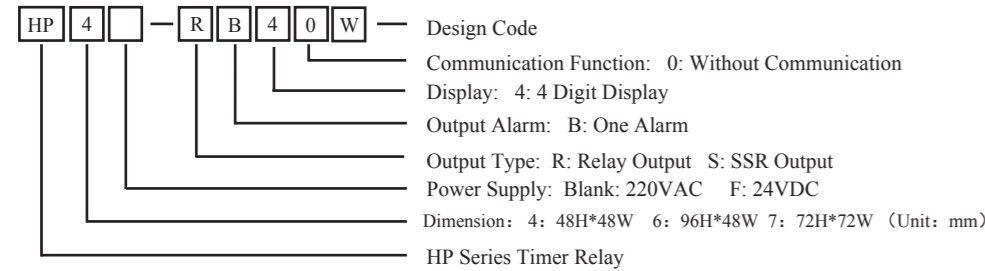 HP 4 — R B 4 0 W — Design Code
Communication Function: 0: Without Communication
Display: 4: 4 Digit Display
Output Alarm: B: One Alarm
Output Type: R: Relay Output S: SSR Output
Power Supply: Blank: 220VAC F: 24VDC
Dimension: 4: 48H*48W 6: 96H*48W 7: 72H*72W （Unit: mm）
HP Series Timer Relay